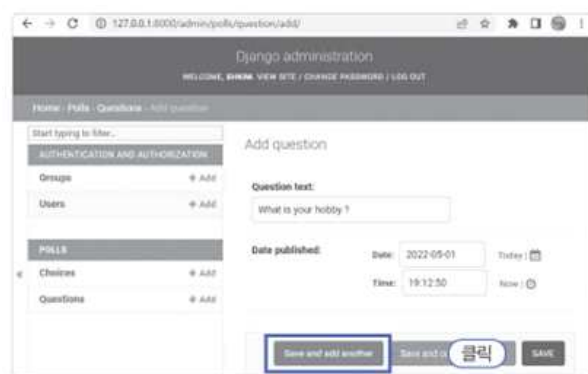 127.0.0.1:8000/admin/polls/question/add/
Django administration
WELCOME, SHKIM. VIEW SITE / CHANGE PASSWORD / LOG OUT
Home › Polls › Questions › Add question
Start typing to filter...
AUTHENTICATION AND AUTHORIZATION
Groups + Add
Users + Add
POLLS
Choices + Add
Questions + Add
Add question
Question text:
What is your hobby ?
Date published:
Date: 2022-05-01 Today |
Time: 19:12:50 Now |
Save and add another
Save and
클릭
SAVE